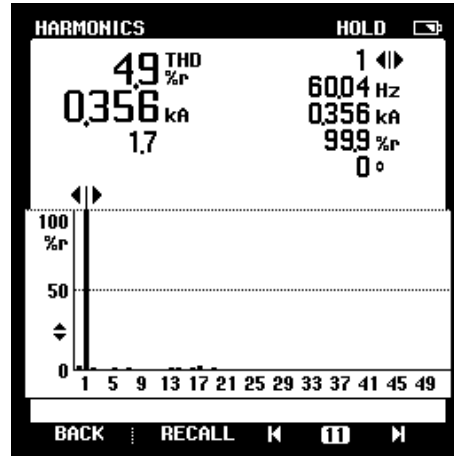 HARMONICS HOLD
4.9 THD %r 1
60.04 Hz
0.356 kA 0.356 kA
1.7 99.9 %r
0 °
100
%r
50
0
1 5 9 13 17 21 25 29 33 37 41 45 49
BACK RECALL 11